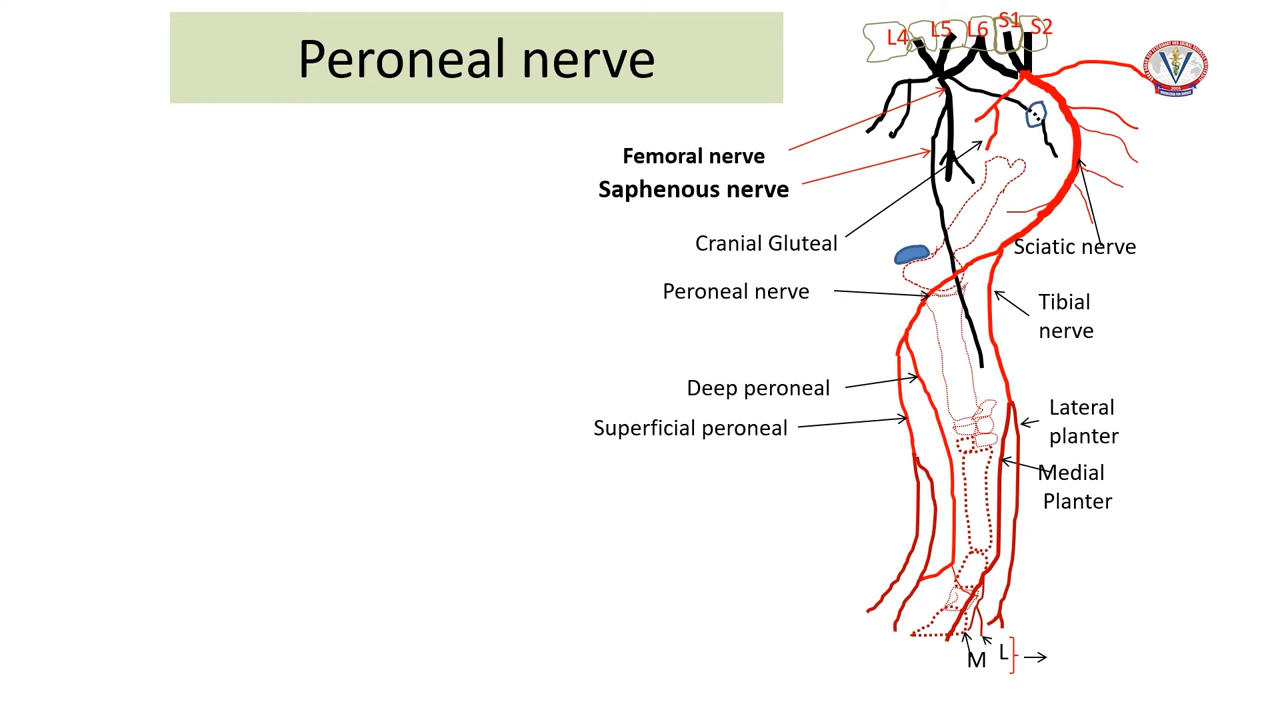 Peroneal nerve
L4
L5
L6
S1
S2
Femoral nerve
Saphenous nerve
Cranial Gluteal
Sciatic nerve
Peroneal nerve
Tibial
nerve
Deep peroneal
Superficial peroneal
Lateral
planter
Medial
Planter
M
L